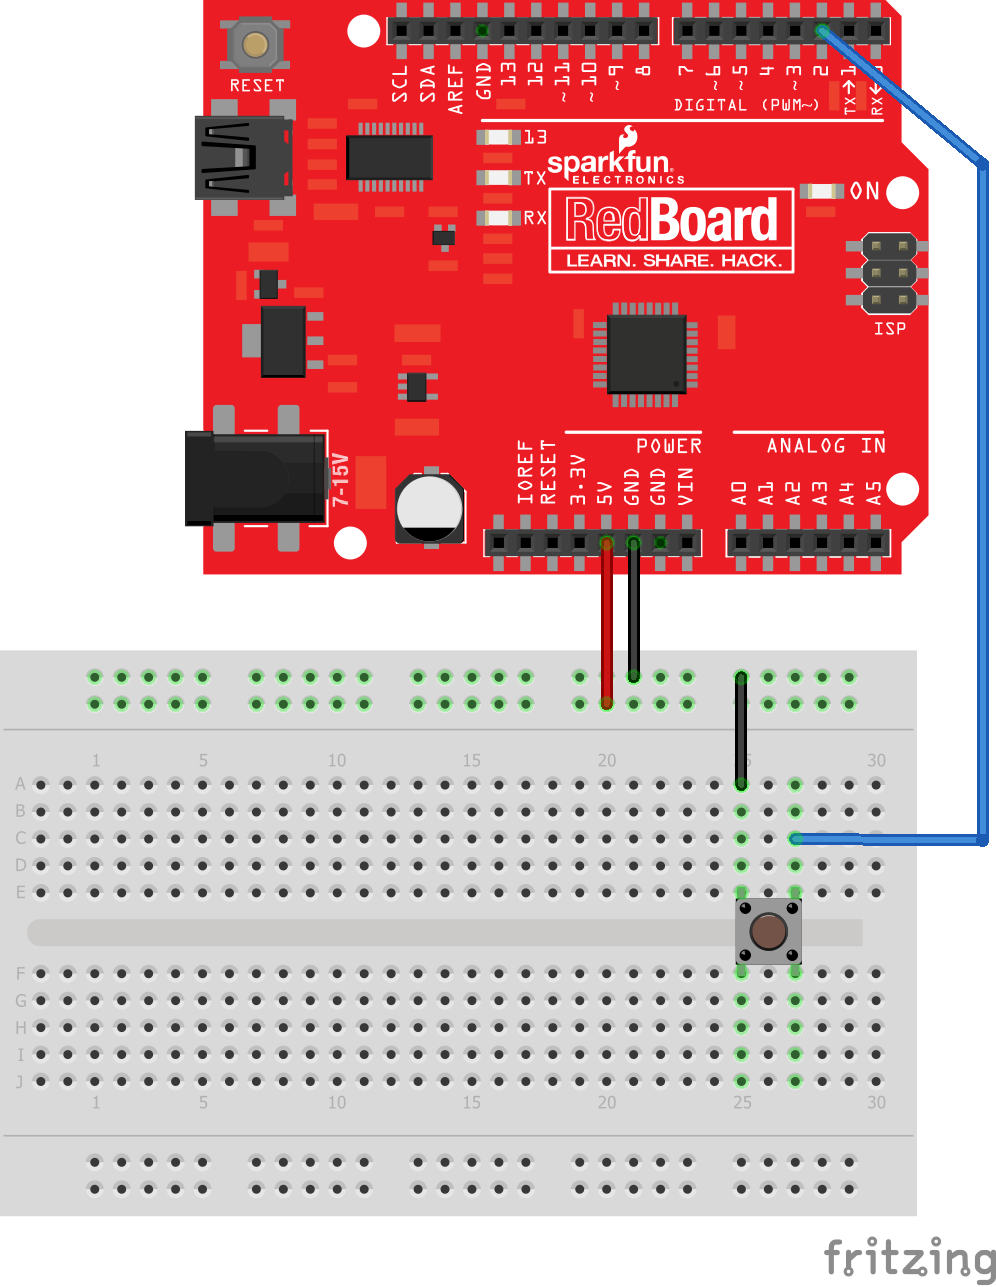 RESET
SCL SDA AREF GND 13 12 ~11 ~10 ~9 8
7 ~6 ~5 4 ~3 2 TX→1
RX←
DIGITAL (PWM~)
13
TX
RX
sparkfun
ELECTRONICS
ON
RedBoard
LEARN. SHARE. HACK.
ISP
7-15V
POWER
ANALOG IN
IOREF RESET 3.3V 5V GND GND VIN
A0 A1 A2 A3 A4 A5
1 5 10 15 20 30
A
B
C
D
E
F
G
H
I
J
1 5 10 15 20 25 30
fritzing